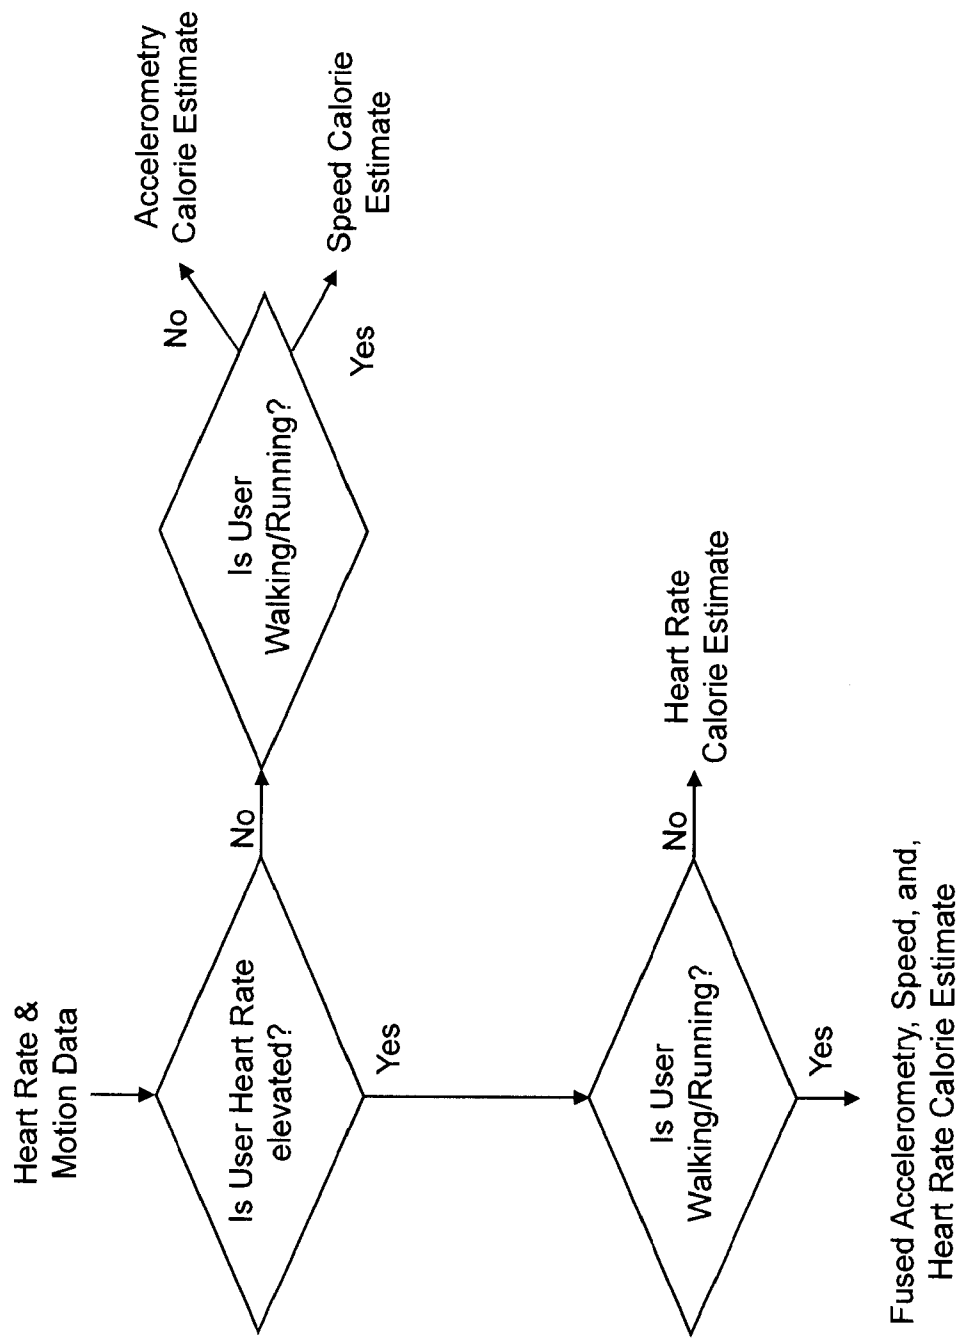 Heart Rate &
Motion Data
Is User Heart Rate
elevated?
No
Is User
Walking/Running?
No
Accelerometry
Calorie Estimate
Yes
Speed Calorie
Estimate
Yes
Is User
Walking/Running?
No
Heart Rate
Calorie Estimate
Yes
Fused Accelerometry, Speed, and,
Heart Rate Calorie Estimate